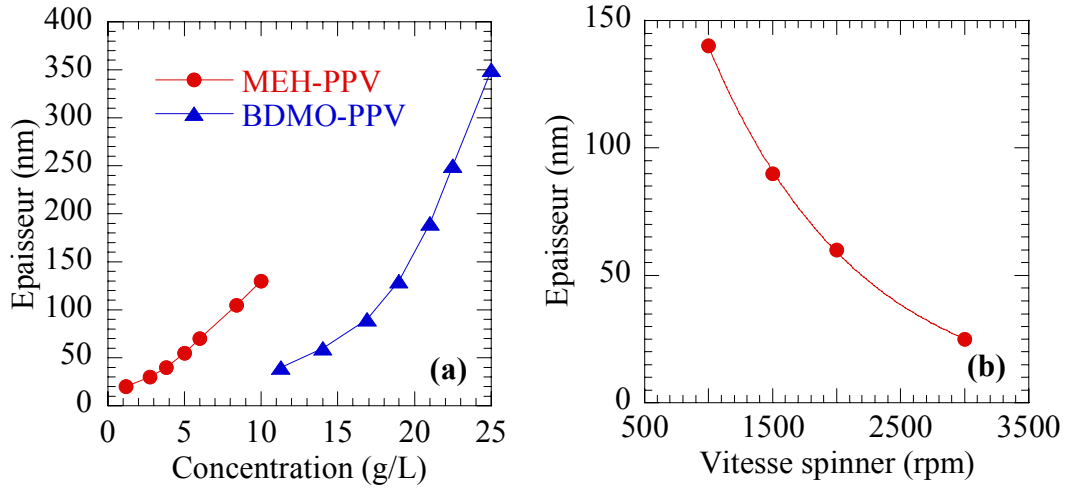 400
350
300
250
200
150
100
50
0
Epaisseur (nm)
MEH-PPV
BDMO-PPV
(a)
0 5 10 15 20 25
Concentration (g/L)
150
100
50
0
Epaisseur (nm)
(b)
500 1500 2500 3500
Vitesse spinner (rpm)